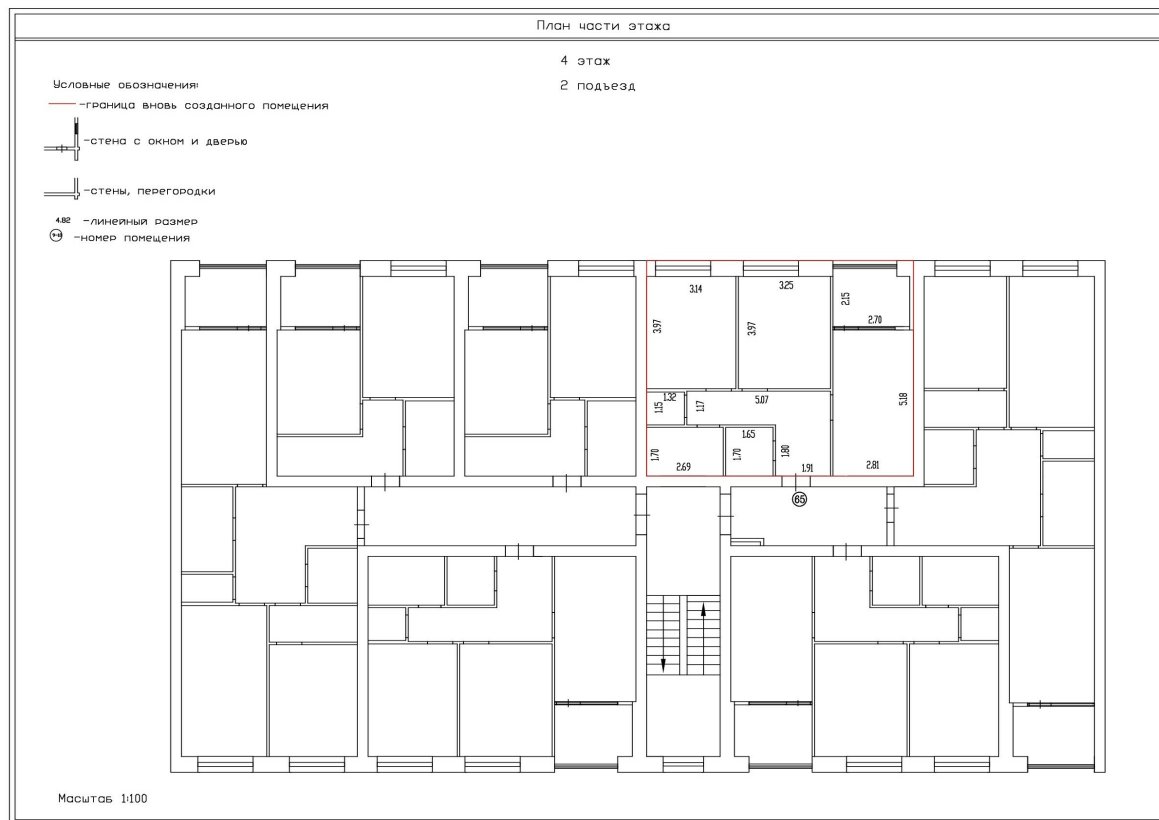 План части этажа
4 этаж
2 подъезд
Условные обозначения:
-граница вновь созданного помещения
-стена с окном и дверью
-стены, перегородки
4.82 -линейный размер
-номер помещения
3.14
3.25
2.15
2.70
3.97
3.97
1.32
1.15
1.17
5.07
5.18
1.70
2.69
1.65
1.70
1.80
1.91
2.81
65
Масштаб 1:100